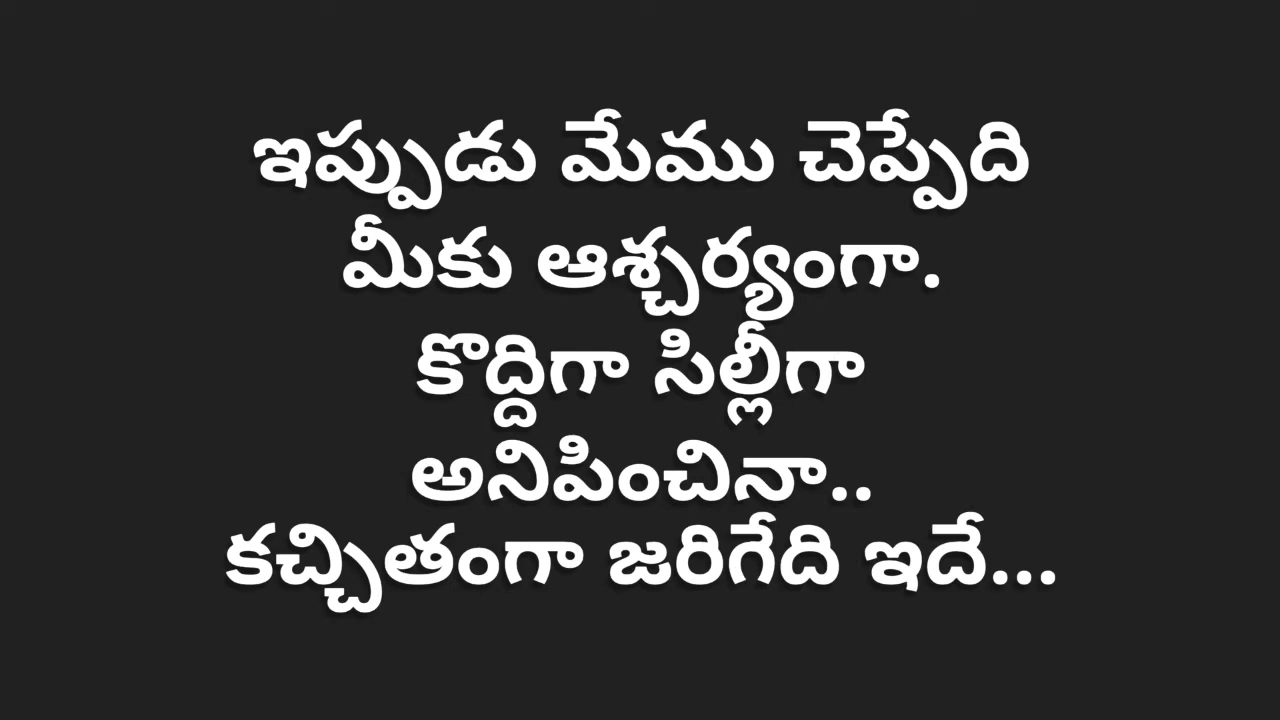 ఇప్పుడు మేము చెప్పేది
మీకు ఆశ్చర్యంగా.
కొద్దిగా సిల్లీగా
అనిపించినా..
కచ్చితంగా జరిగేది ఇదే...